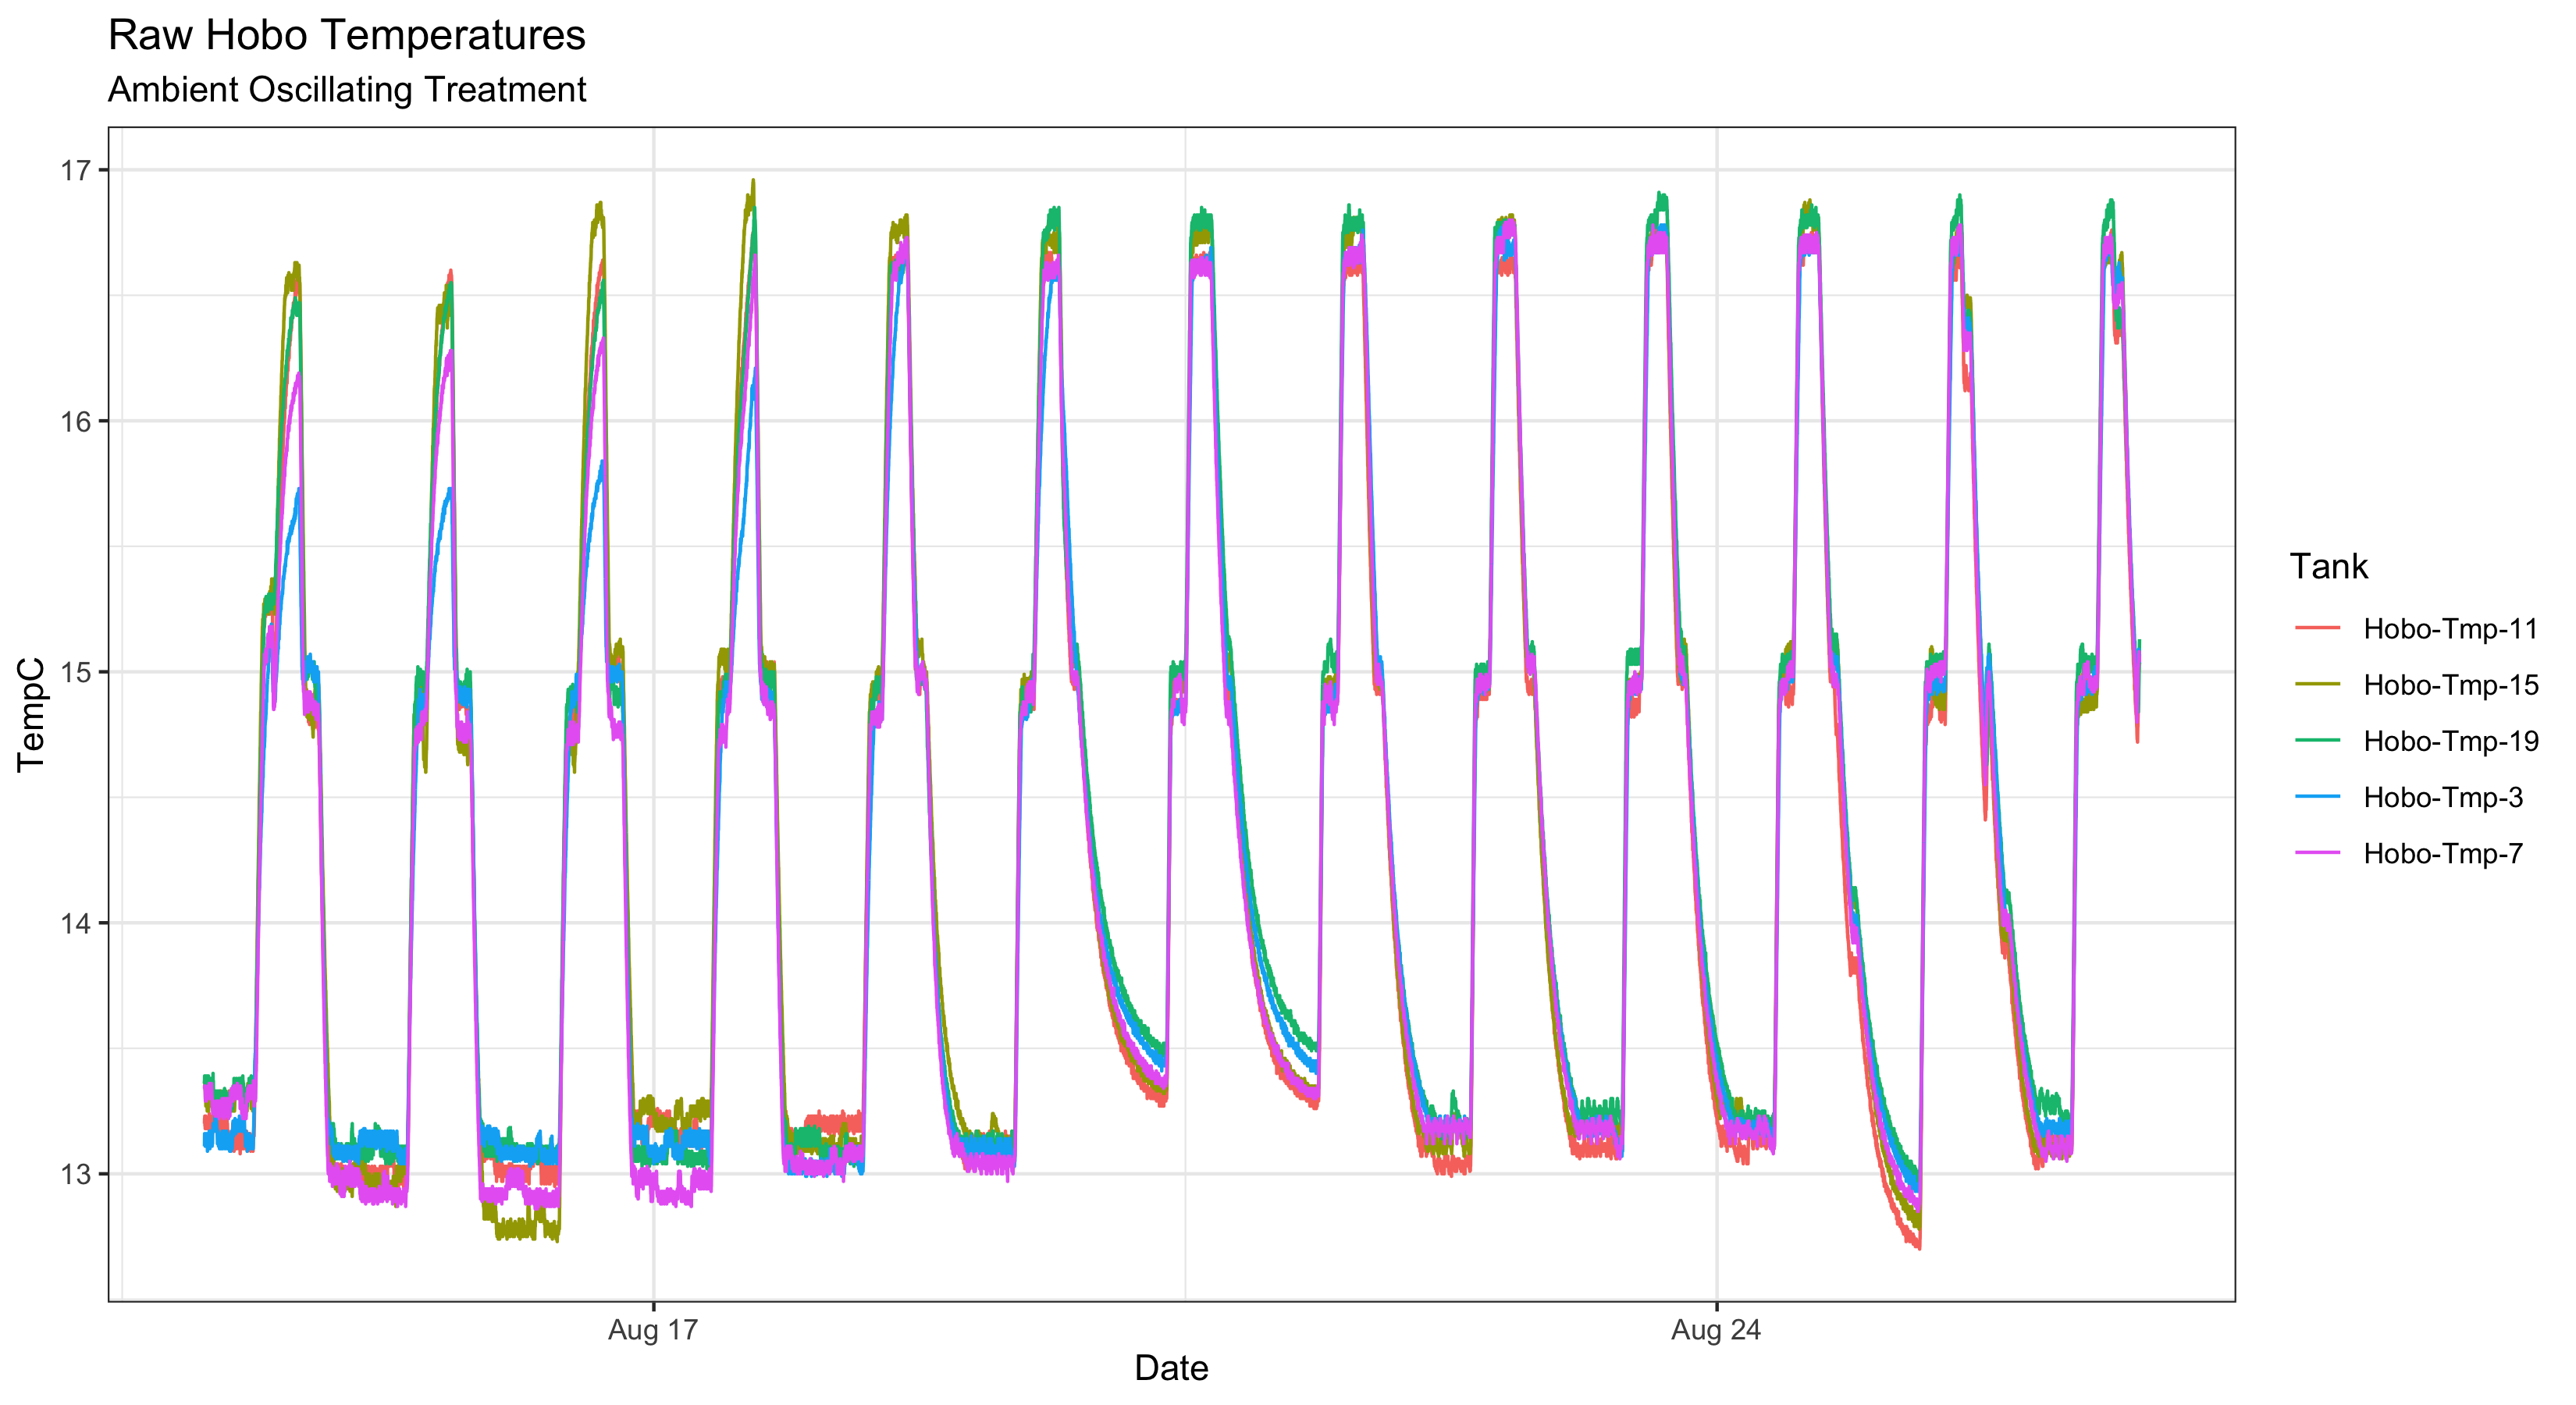 Raw Hobo Temperatures
Ambient Oscillating Treatment
17
16
15
14
13
TempC
Aug 17
Aug 24
Date
Tank
Hobo-Tmp-11
Hobo-Tmp-15
Hobo-Tmp-19
Hobo-Tmp-3
Hobo-Tmp-7